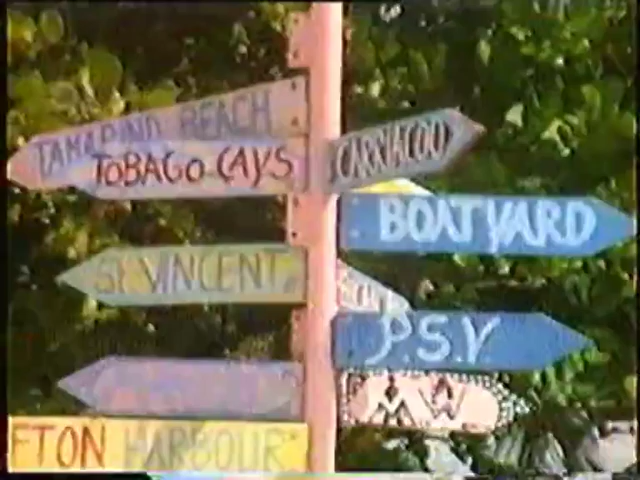 TAMARIND BEACH
TOBAGO CAYS
CARRIACOU
BOATYARD
ST VINCENT
P.S.V.
M W
FTON HARBOUR